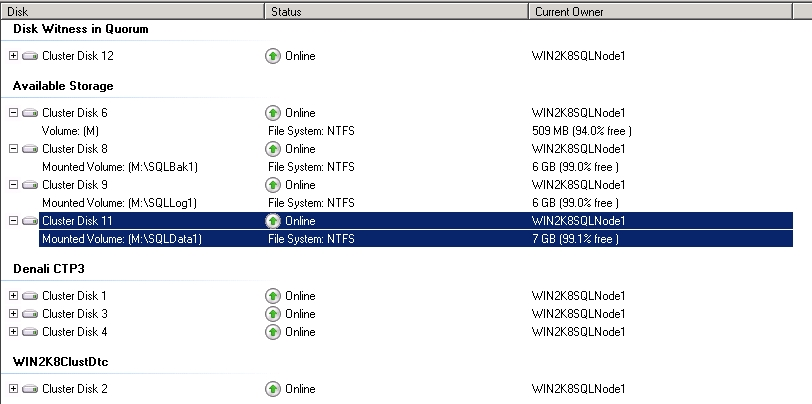 Disk Status Current Owner
Disk Witness in Quorum
Cluster Disk 12 Online WIN2K8SQLNode1
Available Storage
Cluster Disk 6 Online WIN2K8SQLNode1
Volume: (M) File System: NTFS 509 MB (94.0% free )
Cluster Disk 8 Online WIN2K8SQLNode1
Mounted Volume: (M:\SQLBak1) File System: NTFS 6 GB (99.0% free )
Cluster Disk 9 Online WIN2K8SQLNode1
Mounted Volume: (M:\SQLLog1) File System: NTFS 6 GB (99.0% free )
Cluster Disk 11 Online WIN2K8SQLNode1
Mounted Volume: (M:\SQLData1) File System: NTFS 7 GB (99.1% free )
Denali CTP3
Cluster Disk 1 Online WIN2K8SQLNode1
Cluster Disk 3 Online WIN2K8SQLNode1
Cluster Disk 4 Online WIN2K8SQLNode1
WIN2K8ClustDtc
Cluster Disk 2 Online WIN2K8SQLNode1